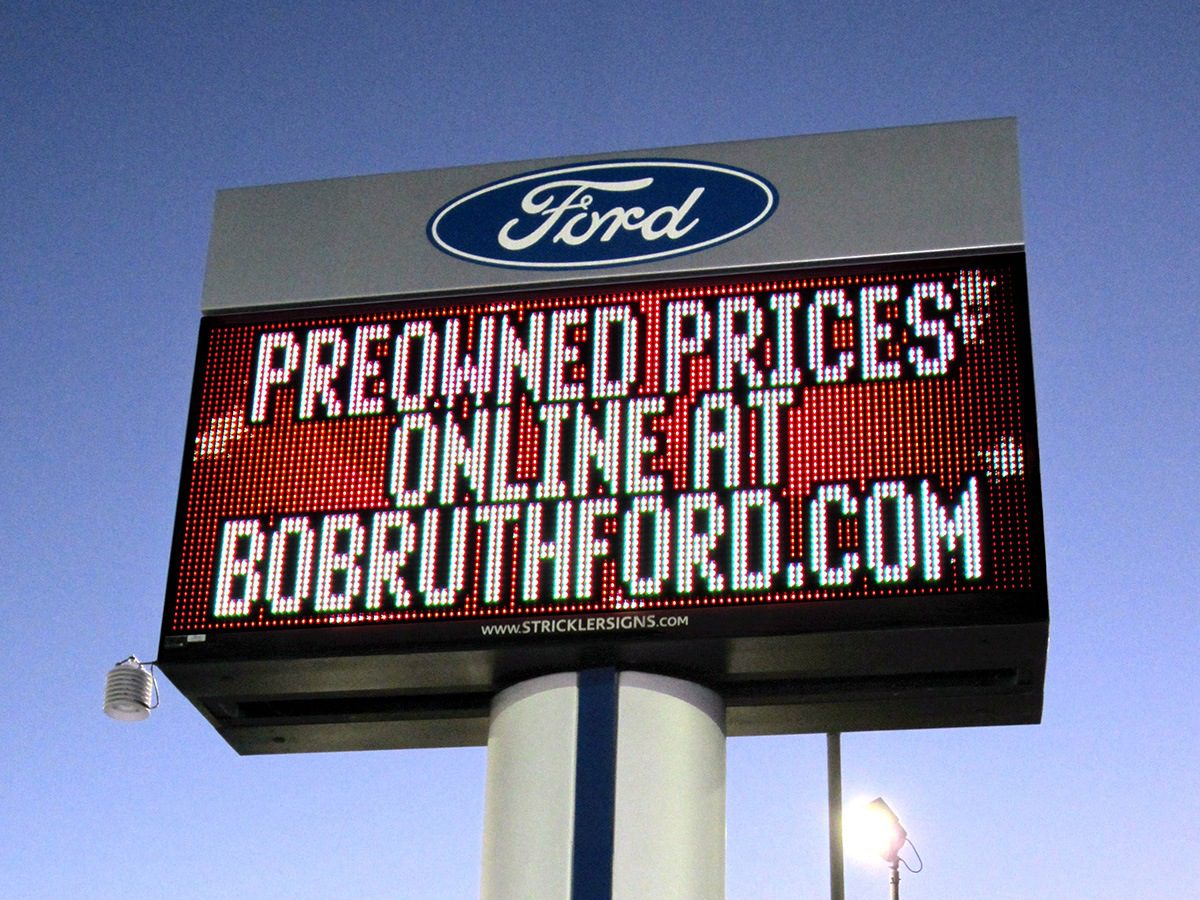 Ford
PREOWNED PRICES
ONLINE AT
BOBRUTHFORD.COM
WWW.STRICKLERSIGNS.COM